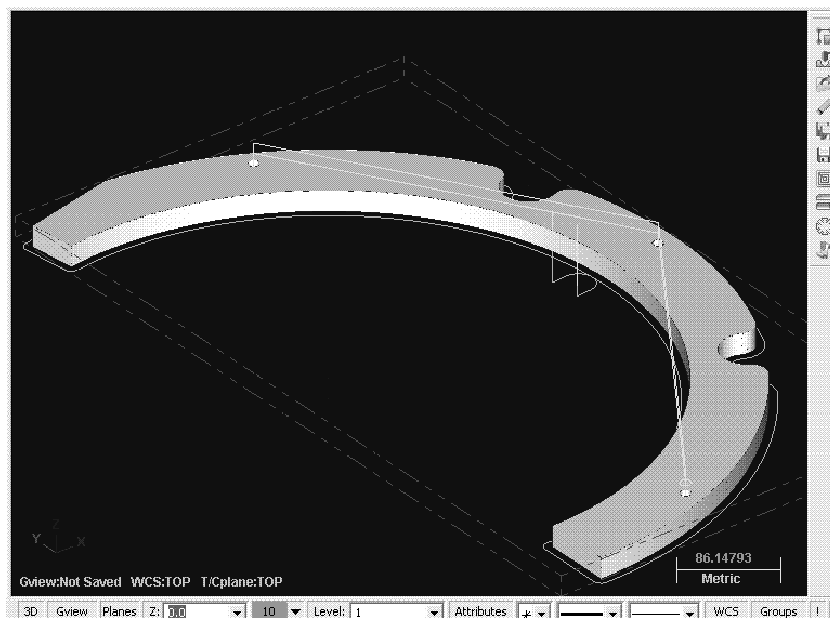 Z
Y
X
86.14793
Metric
Gview:Not Saved WCS:TOP T/Cplane:TOP
3D Gview Planes Z: 0.0 10 Level: 1 Attributes WCS Groups !